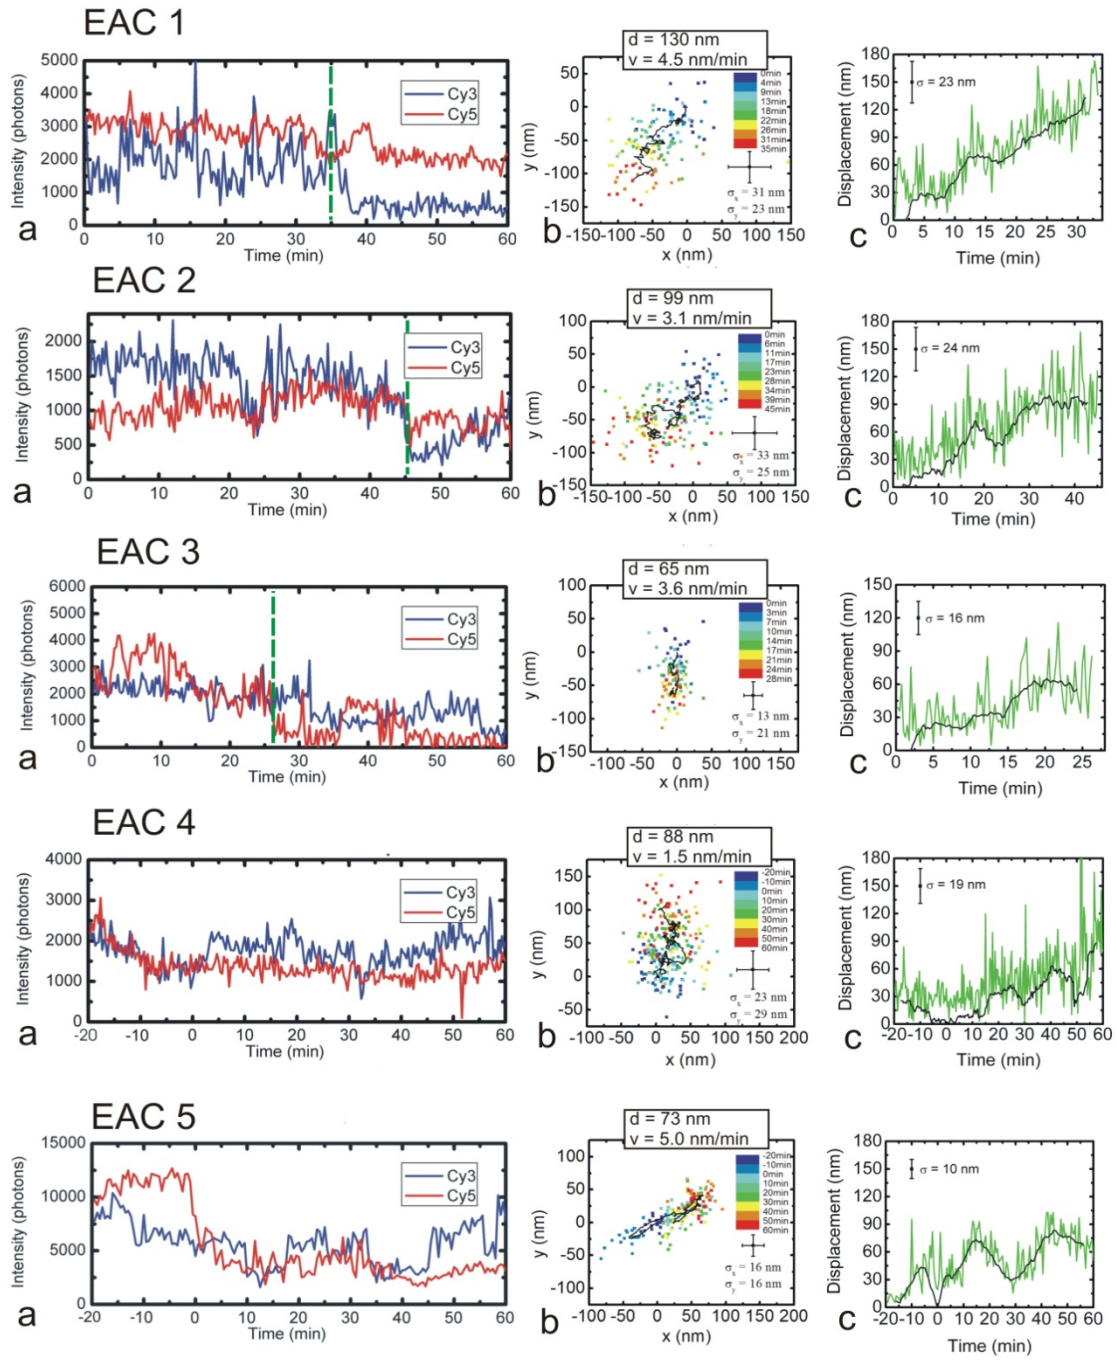 EAC 1
5000
4000
3000
2000
1000
0
Intensity (photons)
Cy3
Cy5
0 10 20 30 40 50 60
Time (min)
a
d = 130 nm
v = 4.5 nm/min
50
0
-50
-100
-150
y (nm)
0min
4min
9min
13min
18min
22min
26min
31min
35min
σx = 31 nm
σy = 23 nm
-150 -100 -50 0 50 100 150
x (nm)
b
180
150
120
90
60
30
0
Displacement (nm)
σ = 23 nm
0 5 10 15 20 25 30
Time (min)
c
EAC 2
2000
1500
1000
500
0
Intensity (photons)
Cy3
Cy5
0 10 20 30 40 50 60
Time (min)
a
d = 99 nm
v = 3.1 nm/min
100
50
0
-50
-100
-150
y (nm)
0min
6min
11min
17min
23min
28min
34min
39min
45min
σx = 33 nm
σy = 25 nm
-150 -100 -50 0 50 100 150
x (nm)
b
180
150
120
90
60
30
0
Displacement (nm)
σ = 24 nm
0 10 20 30 40
Time (min)
c
EAC 3
6000
5000
4000
3000
2000
1000
0
Intensity (photons)
Cy3
Cy5
0 10 20 30 40 50 60
Time (min)
a
d = 65 nm
v = 3.6 nm/min
100
50
0
-50
-100
-150
y (nm)
0min
3min
7min
10min
14min
17min
21min
24min
28min
σx = 13 nm
σy = 21 nm
-100 -50 0 50 100 150
x (nm)
b
150
120
90
60
30
0
Displacement (nm)
σ = 16 nm
0 5 10 15 20 25
Time (min)
c
EAC 4
4000
3000
2000
1000
0
Intensity (photons)
Cy3
Cy5
-20 -10 0 10 20 30 40 50 60
Time (min)
a
d = 88 nm
v = 1.5 nm/min
150
100
50
0
-50
y (nm)
-20min
-10min
0min
10min
20min
30min
40min
50min
60min
σx = 23 nm
σy = 29 nm
-100 -50 0 50 100 150 200
x (nm)
b
180
150
120
90
60
30
0
Displacement (nm)
σ = 19 nm
-20 -10 0 10 20 30 40 50 60
Time (min)
c
EAC 5
15000
10000
5000
0
Intensity (photons)
Cy3
Cy5
-20 -10 0 10 20 30 40 50 60
Time (min)
a
d = 73 nm
v = 5.0 nm/min
100
50
0
-50
-100
y (nm)
-20min
-10min
0min
10min
20min
30min
40min
50min
60min
σx = 16 nm
σy = 16 nm
-100 -50 0 50 100 150 200
x (nm)
b
180
150
120
90
60
30
0
Displacement (nm)
σ = 10 nm
-20 -10 0 10 20 30 40 50 60
Time (min)
c